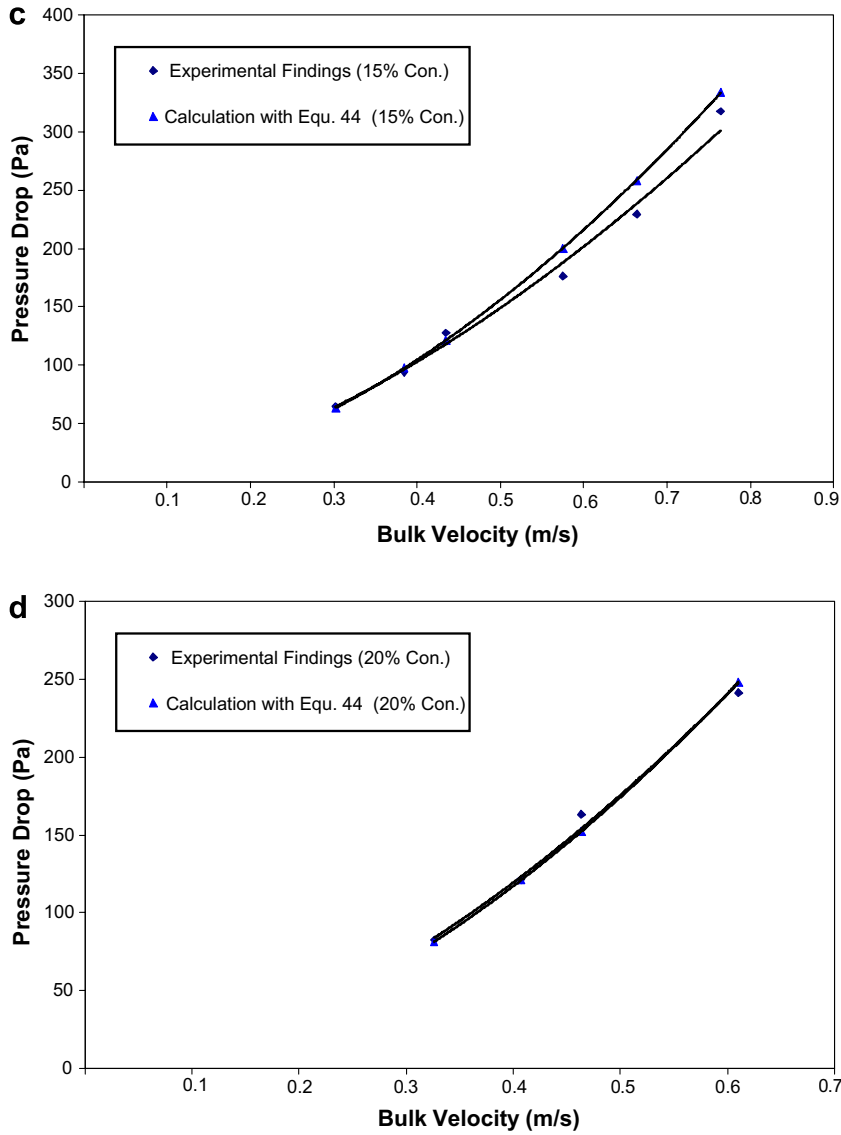 c
400
350
300
250
200
150
100
50
0
Pressure Drop (Pa)
Experimental Findings (15% Con.)
Calculation with Equ. 44 (15% Con.)
0.1 0.2 0.3 0.4 0.5 0.6 0.7 0.8 0.9
Bulk Velocity (m/s)
d
300
250
200
150
100
50
0
Pressure Drop (Pa)
Experimental Findings (20% Con.)
Calculation with Equ. 44 (20% Con.)
0.1 0.2 0.3 0.4 0.5 0.6 0.7
Bulk Velocity (m/s)